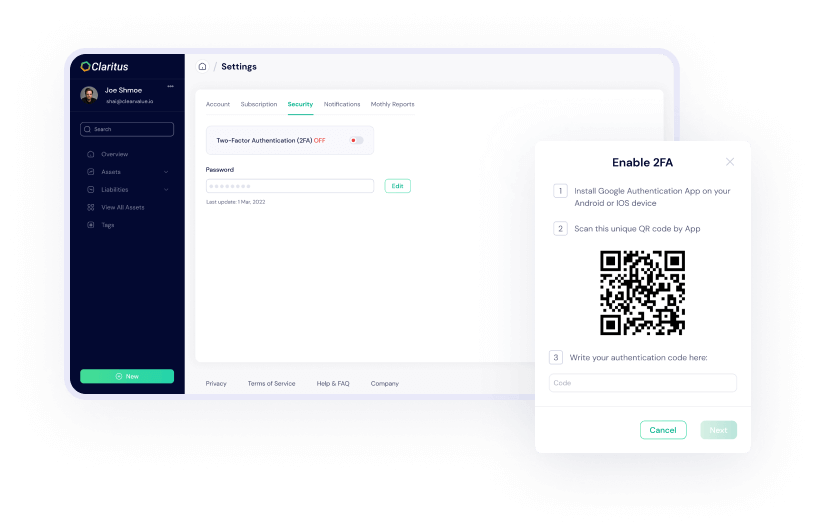 Claritus
Joe Shmoe
shai@clearvalue.io
Search
Overview
Assets
Liabilities
View All Assets
Tags
New
/ Settings
Account Subscription Security Notifications Mothly Reports
Two-Factor Authentication (2FA) OFF
Password
Edit
Last update: 1 Mar, 2022
Privacy Terms of Service Help & FAQ Company
Enable 2FA
1 Install Google Authentication App on your
Android or IOS device
2 Scan this unique QR code by App
3 Write your authentication code here:
Code
Cancel Next